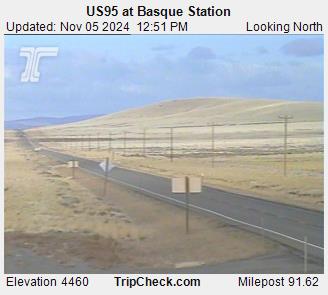 US95 at Basque Station
Updated: Nov 05 2024 12:51 PM Looking North
Elevation 4460 TripCheck.com Milepost 91.62